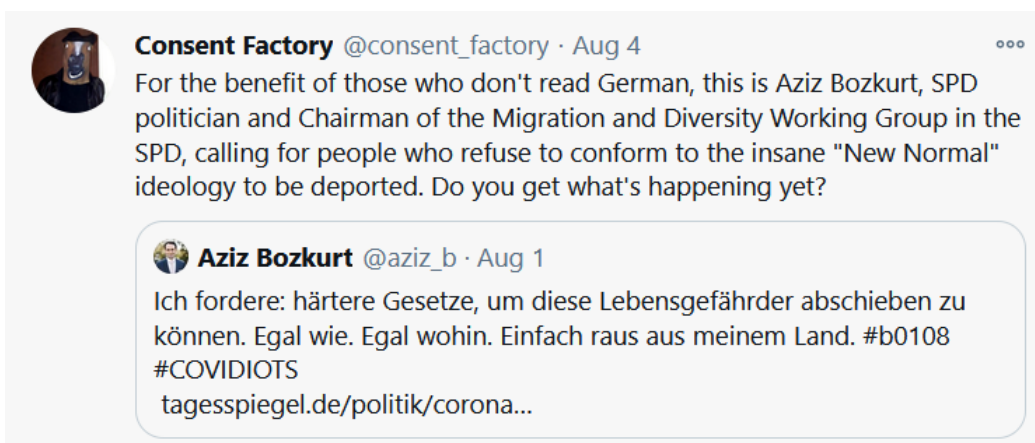 Consent Factory @consent_factory · Aug 4
For the benefit of those who don't read German, this is Aziz Bozkurt, SPD
politician and Chairman of the Migration and Diversity Working Group in the
SPD, calling for people who refuse to conform to the insane "New Normal"
ideology to be deported. Do you get what's happening yet?
Aziz Bozkurt @aziz_b · Aug 1
Ich fordere: härtere Gesetze, um diese Lebensgefährder abschieben zu
können. Egal wie. Egal wohin. Einfach raus aus meinem Land. #b0108
#COVIDIOTS
tagesspiegel.de/politik/corona...